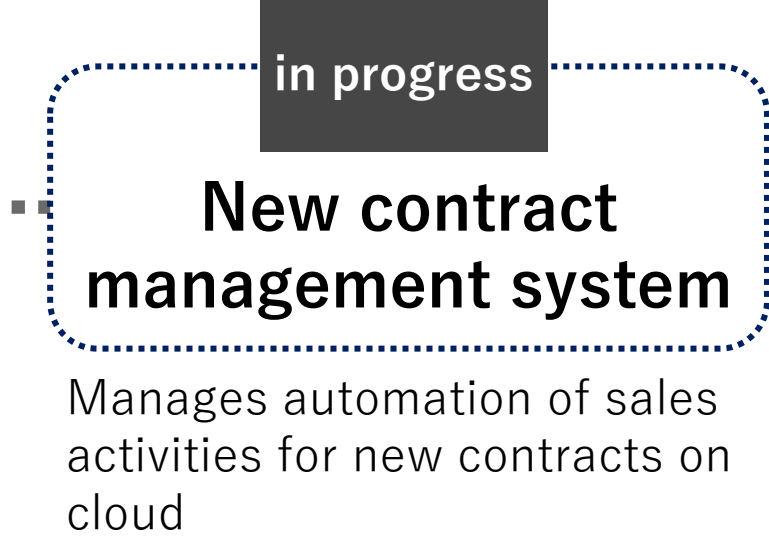 in progress
New contract
management system
Manages automation of sales
activities for new contracts on
cloud